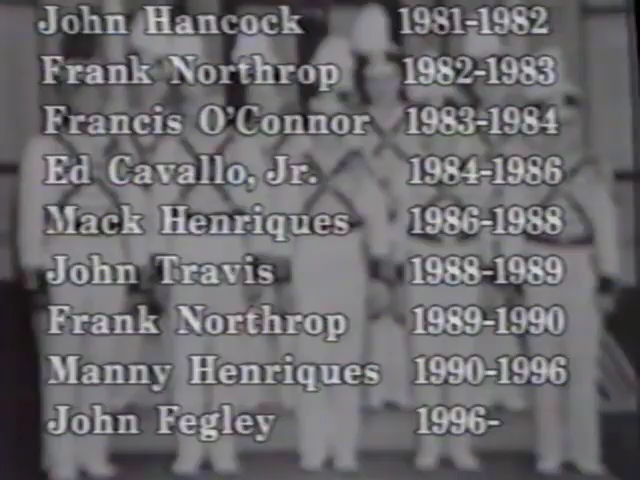 John Hancock 1981-1982
Frank Northrop 1982-1983
Francis O'Connor 1983-1984
Ed Cavallo, Jr. 1984-1986
Mack Henriques 1986-1988
John Travis 1988-1989
Frank Northrop 1989-1990
Manny Henriques 1990-1996
John Fegley 1996-